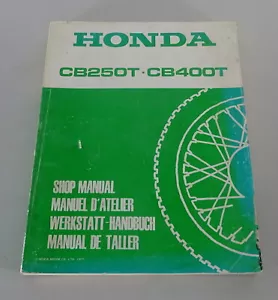 HONDA
CB250T·CB400T
SHOP MANUAL
MANUEL D'ATELIER
WERKSTATT-HANDBUCH
MANUAL DE TALLER